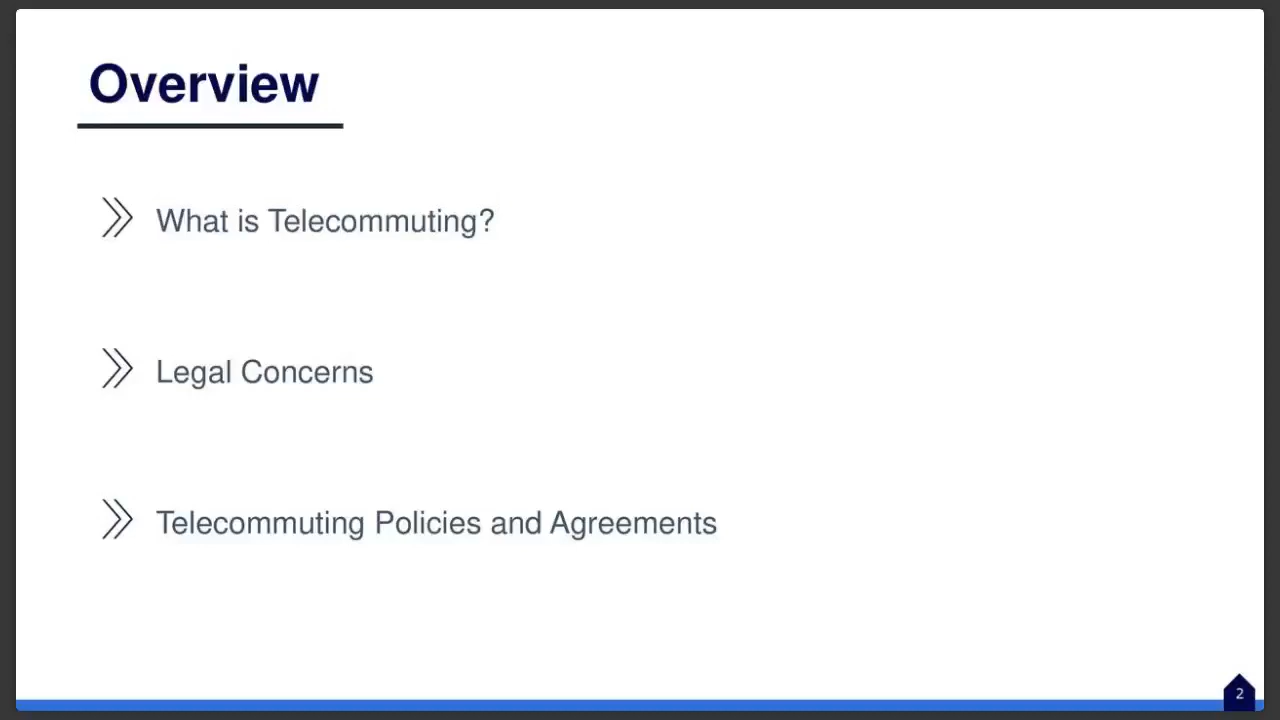 Overview
What is Telecommuting?
Legal Concerns
Telecommuting Policies and Agreements
2